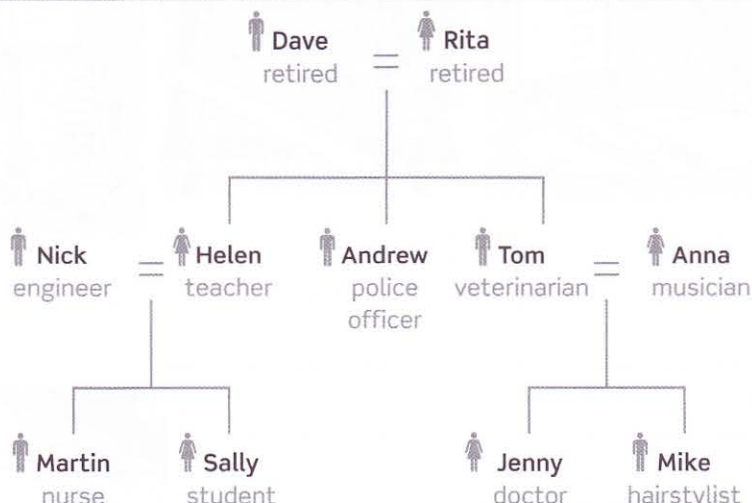 Dave
retired
=
Rita
retired
Nick
engineer
=
Helen
teacher
Andrew
police
officer
Tom
veterinarian
=
Anna
musician
Martin
nurse
Sally
student
Jenny
doctor
Mike
hairstylist